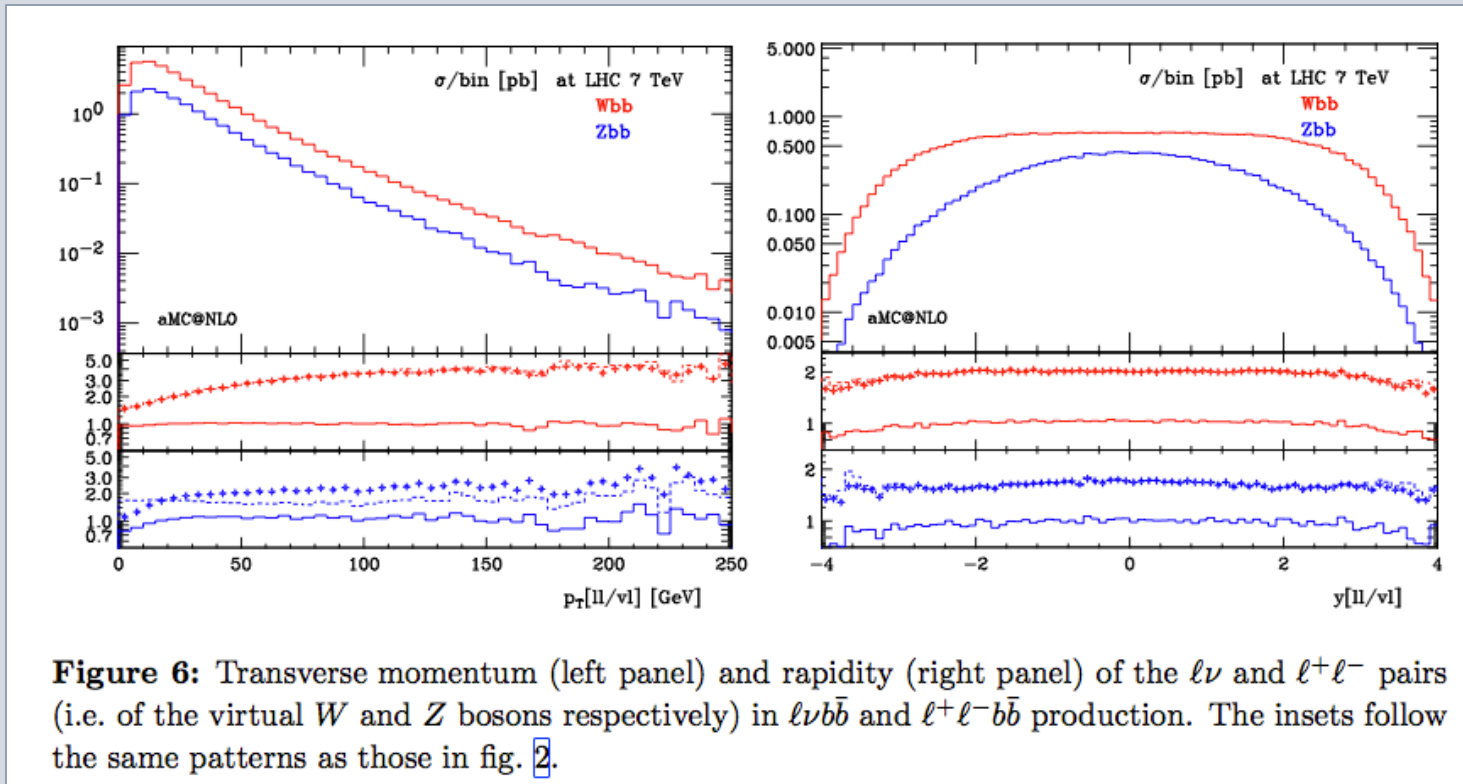 σ/bin [pb] at LHC 7 TeV
Wbb
Zbb
10⁰
10⁻¹
10⁻²
10⁻³
aMC@NLO
5.0
3.0
2.0
1.0
0.7
5.0
3.0
2.0
1.0
0.7
0 50 100 150 200 250
p_T[ll/vl] [GeV]
σ/bin [pb] at LHC 7 TeV
Wbb
Zbb
5.000
1.000
0.500
0.100
0.050
0.010
0.005
aMC@NLO
2
1
2
1
−4 −2 0 2 4
y[ll/vl]
Figure 6: Transverse momentum (left panel) and rapidity (right panel) of the ℓν and ℓ⁺ℓ⁻ pairs
(i.e. of the virtual W and Z bosons respectively) in ℓνbb̄ and ℓ⁺ℓ⁻bb̄ production. The insets follow
the same patterns as those in fig. 2.